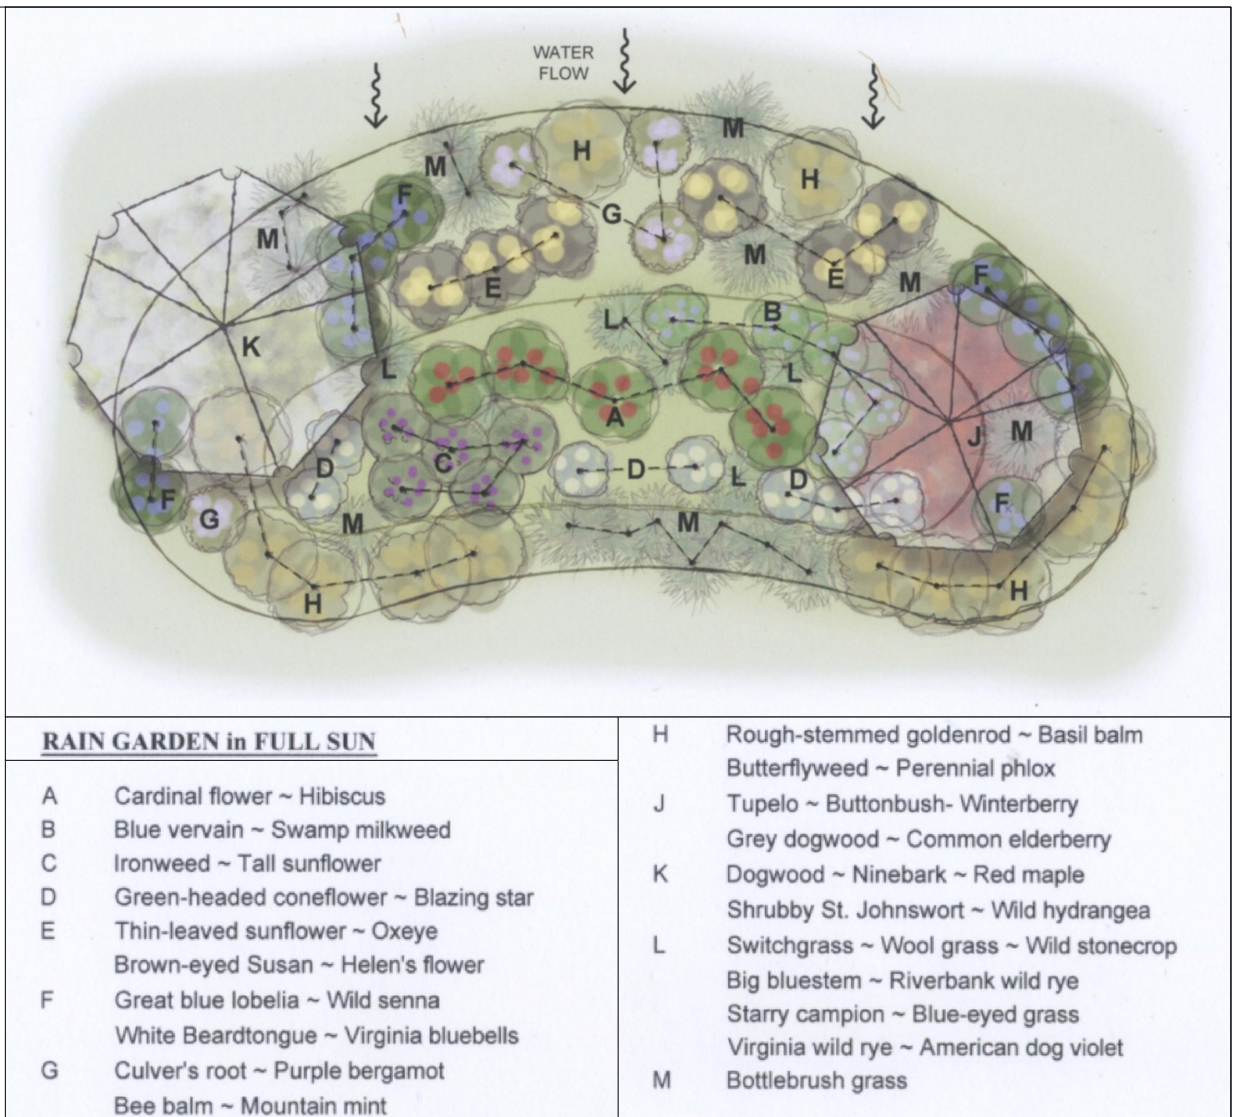 WATER
FLOW
M
H
M
H
F
M
G
M
F
E
E
M
K
L
B
L
L
A
J
M
C
D
D
L
D
F
F
G
M
M
H
H
RAIN GARDEN in FULL SUN
A Cardinal flower ~ Hibiscus
B Blue vervain ~ Swamp milkweed
C Ironweed ~ Tall sunflower
D Green-headed coneflower ~ Blazing star
E Thin-leaved sunflower ~ Oxeye
Brown-eyed Susan ~ Helen's flower
F Great blue lobelia ~ Wild senna
White Beardtongue ~ Virginia bluebells
G Culver's root ~ Purple bergamot
Bee balm ~ Mountain mint
H Rough-stemmed goldenrod ~ Basil balm
Butterflyweed ~ Perennial phlox
J Tupelo ~ Buttonbush- Winterberry
Grey dogwood ~ Common elderberry
K Dogwood ~ Ninebark ~ Red maple
Shrubby St. Johnswort ~ Wild hydrangea
L Switchgrass ~ Wool grass ~ Wild stonecrop
Big bluestem ~ Riverbank wild rye
Starry campion ~ Blue-eyed grass
Virginia wild rye ~ American dog violet
M Bottlebrush grass